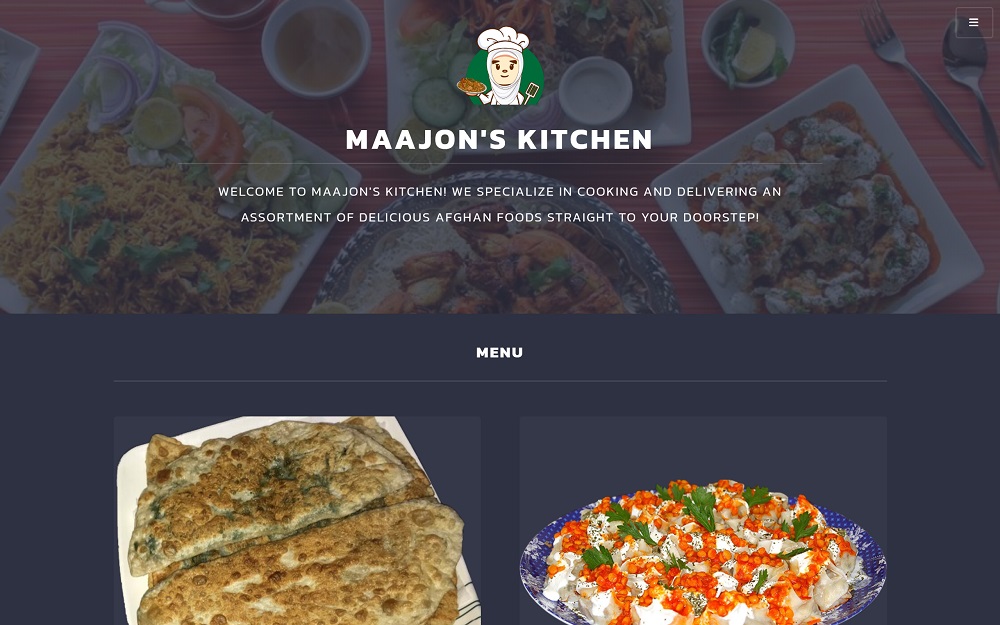 MAAJON'S KITCHEN
WELCOME TO MAAJON'S KITCHEN! WE SPECIALIZE IN COOKING AND DELIVERING AN
ASSORTMENT OF DELICIOUS AFGHAN FOODS STRAIGHT TO YOUR DOORSTEP!
MENU